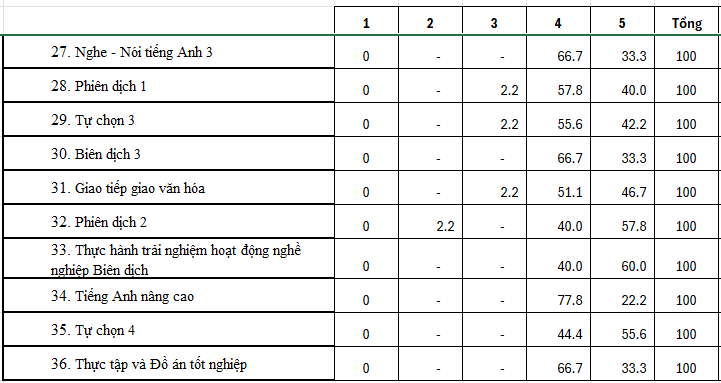 1 2 3 4 5 Tổng
27. Nghe - Nói tiếng Anh 3 0 - - 66.7 33.3 100
28. Phiên dịch 1 0 - 2.2 57.8 40.0 100
29. Tự chọn 3 0 - 2.2 55.6 42.2 100
30. Biên dịch 3 0 - - 66.7 33.3 100
31. Giao tiếp giao văn hóa 0 - 2.2 51.1 46.7 100
32. Phiên dịch 2 0 2.2 - 40.0 57.8 100
33. Thực hành trải nghiệm hoạt động nghề
nghiệp Biên dịch 0 - - 40.0 60.0 100
34. Tiếng Anh nâng cao 0 - - 77.8 22.2 100
35. Tự chọn 4 0 - - 44.4 55.6 100
36. Thực tập và Đồ án tốt nghiệp 0 - - 66.7 33.3 100